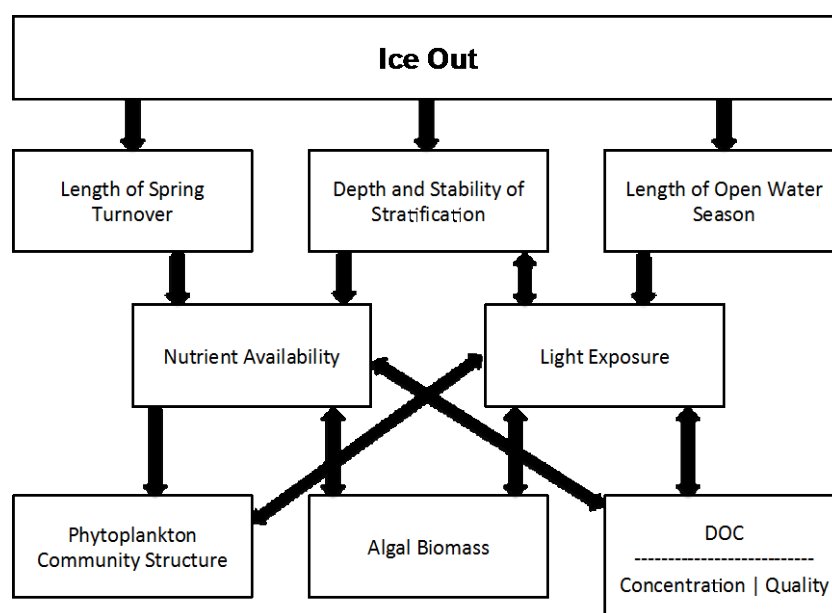 Ice Out
Length of Spring
Turnover
Depth and Stability of
Stratification
Length of Open Water
Season
Nutrient Availability
Light Exposure
Phytoplankton
Community Structure
Algal Biomass
DOC
---------------------------
Concentration | Quality